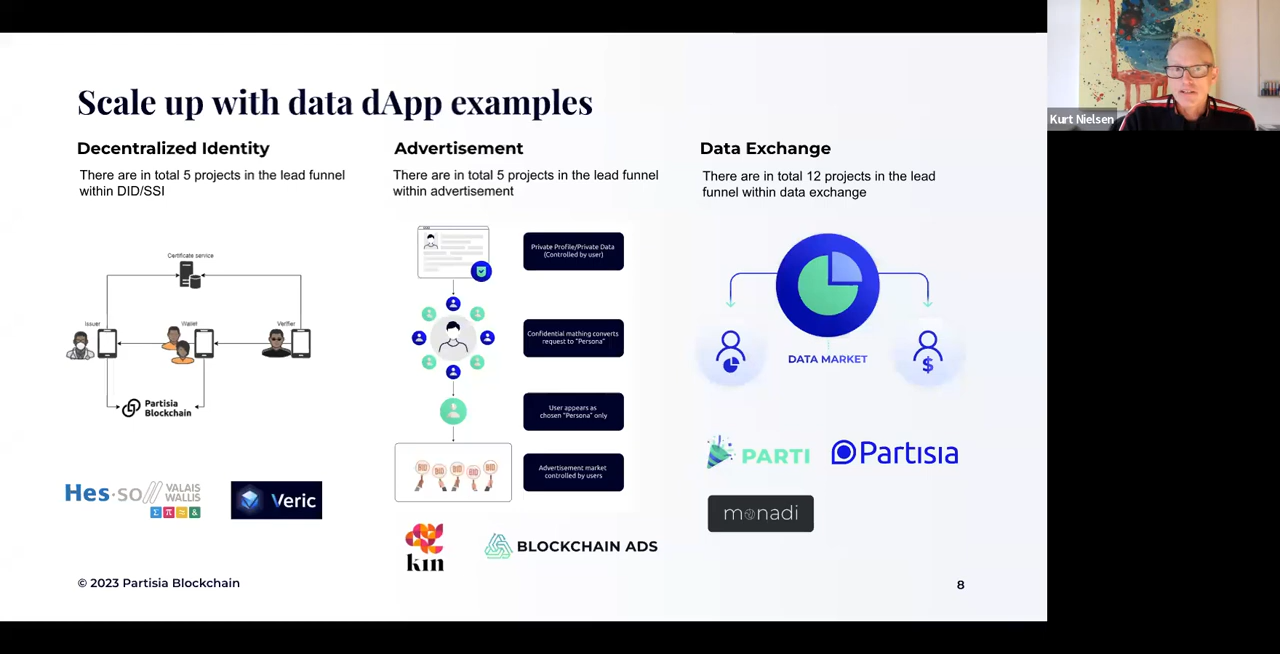 Scale up with data dApp examples
Decentralized Identity
There are in total 5 projects in the lead funnel
within DID/SSI
Certificate service
Issuer
Wallet
Verifier
Partisia
Blockchain
Hes·so// VALAIS
WALLIS
Σ π ≈ &
Veric
Advertisement
There are in total 5 projects in the lead funnel
within advertisement
Private Profile/Private Data
(Controlled by user)
Confidential mathing converts
request to "Persona"
User appears as
chosen "Persona" only
BID BID BID BID BID
Advertisement market
controlled by users
kin
BLOCKCHAIN ADS
Data Exchange
There are in total 12 projects in the lead
funnel within data exchange
$
DATA MARKET
PARTI
Partisia
monadi
© 2023 Partisia Blockchain
8
Kurt Nielsen